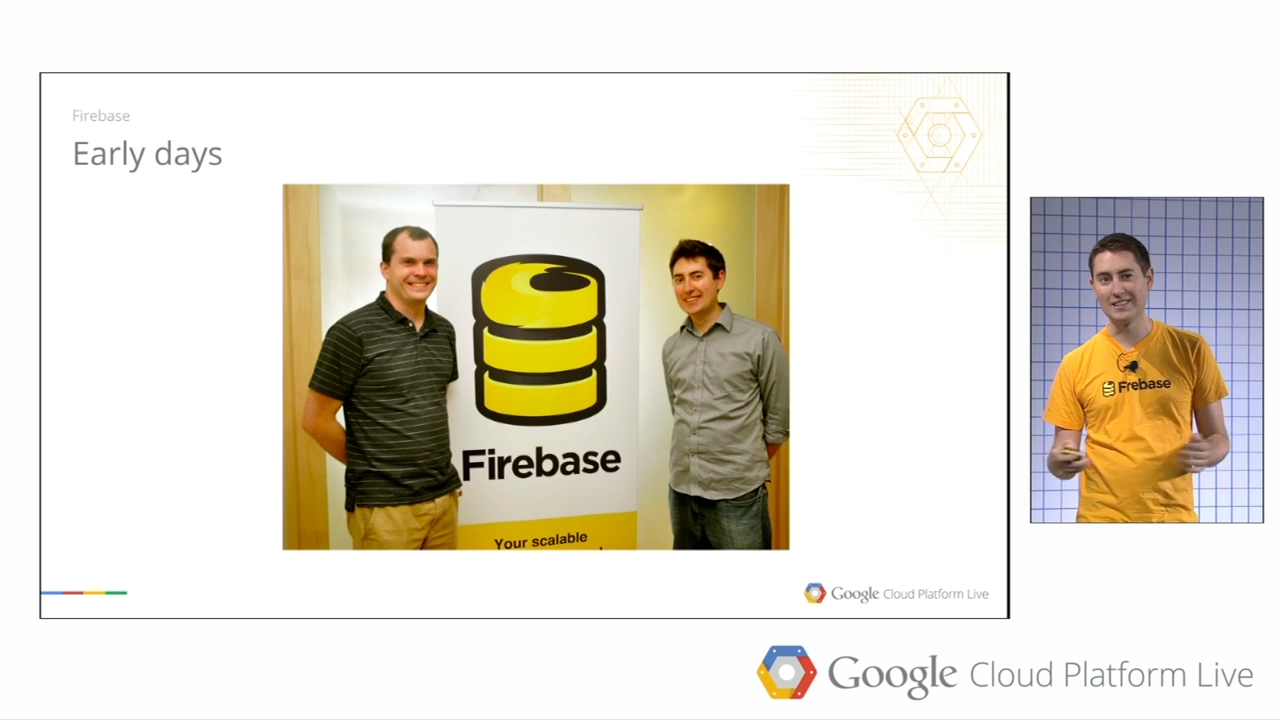 Firebase
Early days
Firebase
Your scalable
Google Cloud Platform Live
Firebase
Google Cloud Platform Live